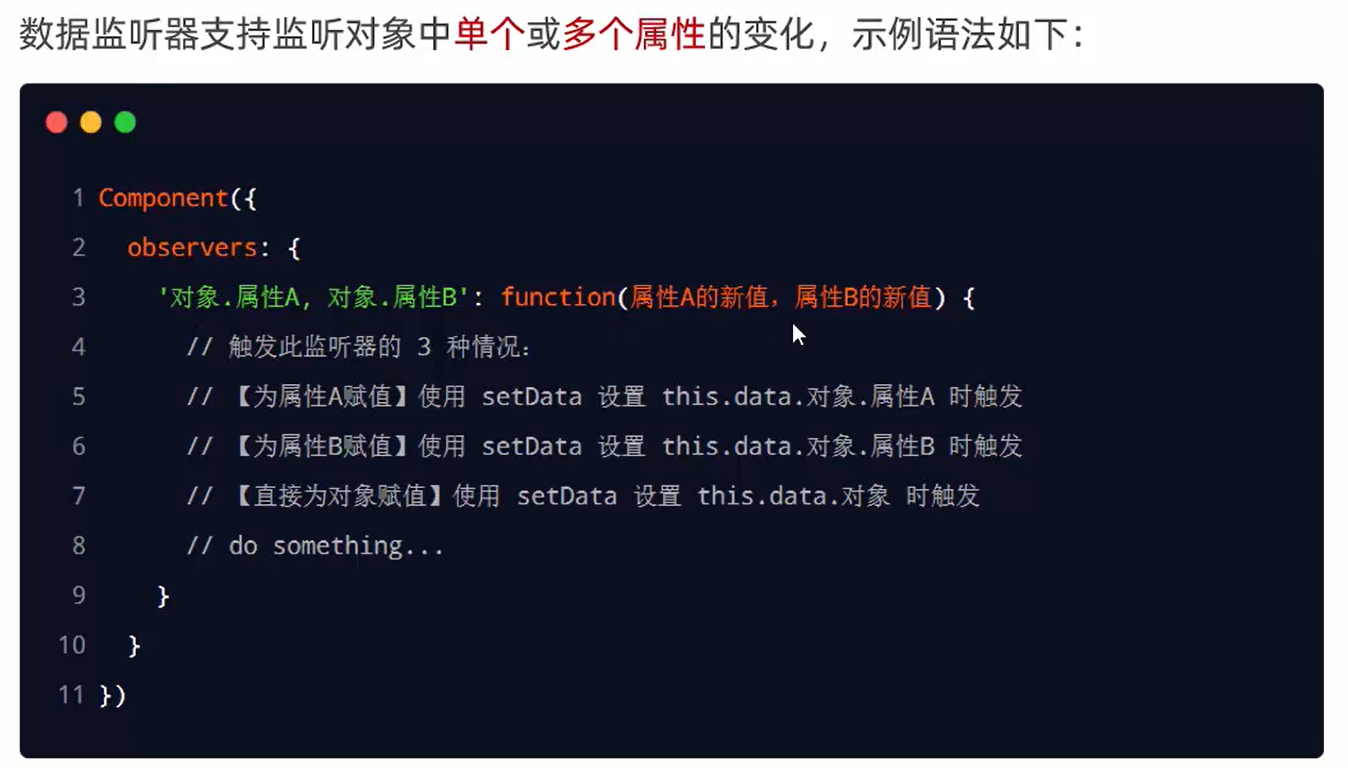 数据监听器支持监听对象中单个或多个属性的变化，示例语法如下：
1 Component({
2 observers: {
3 '对象.属性A, 对象.属性B': function(属性A的新值，属性B的新值) {
4 // 触发此监听器的 3 种情况：
5 // 【为属性A赋值】使用 setData 设置 this.data.对象.属性A 时触发
6 // 【为属性B赋值】使用 setData 设置 this.data.对象.属性B 时触发
7 // 【直接为对象赋值】使用 setData 设置 this.data.对象 时触发
8 // do something...
9 }
10 }
11 })